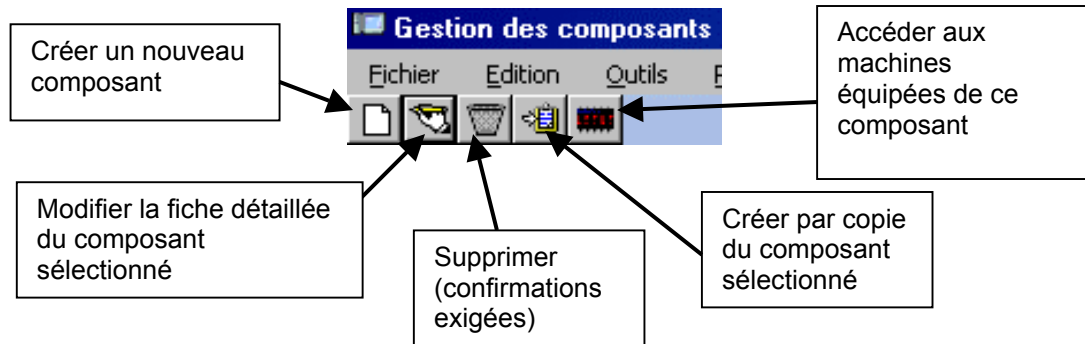 Créer un nouveau
composant
Gestion des composants
Fichier Edition Outils
Accéder aux
machines
équipées de ce
composant
Modifier la fiche détaillée
du composant
sélectionné
Supprimer
(confirmations
exigées)
Créer par copie
du composant
sélectionné